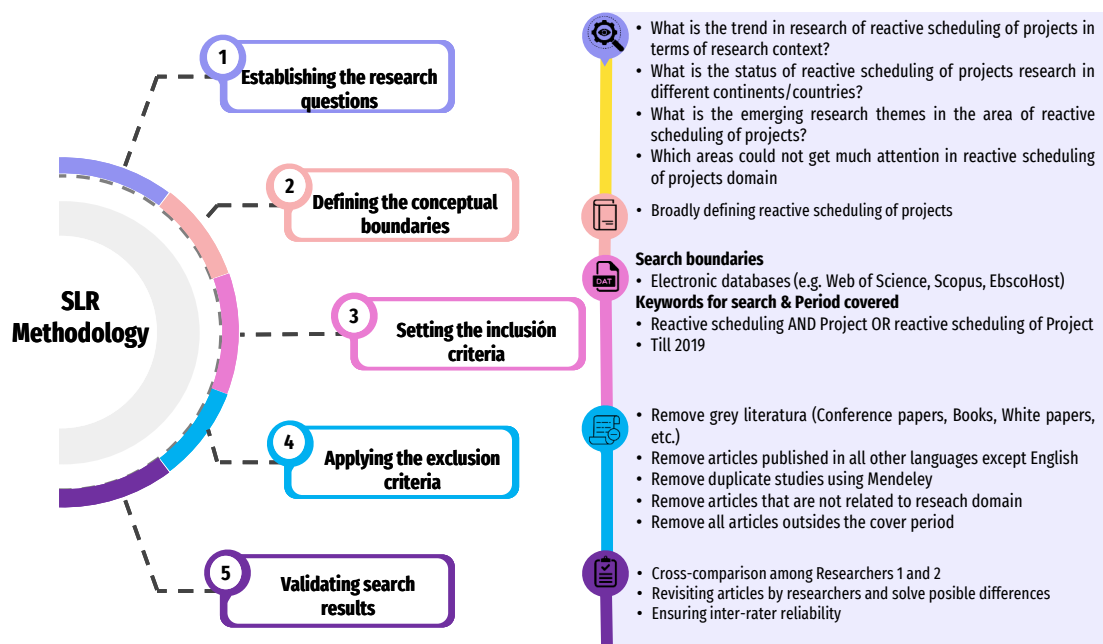 SLR
Methodology
1
Establishing the research
questions
2
Defining the conceptual
boundaries
3
Setting the inclusión
criteria
4
Applying the exclusion
criteria
5
Validating search
results
• What is the trend in research of reactive scheduling of projects in
terms of research context?
• What is the status of reactive scheduling of projects research in
different continents/countries?
• What is the emerging research themes in the area of reactive
scheduling of projects?
• Which areas could not get much attention in reactive scheduling
of projects domain
• Broadly defining reactive scheduling of projects
DAT
Search boundaries
• Electronic databases (e.g. Web of Science, Scopus, EbscoHost)
Keywords for search & Period covered
• Reactive scheduling AND Project OR reactive scheduling of Project
• Till 2019
• Remove grey literatura (Conference papers, Books, White papers,
etc.)
• Remove articles published in all other languages except English
• Remove duplicate studies using Mendeley
• Remove articles that are not related to reseach domain
• Remove all articles outsides the cover period
• Cross-comparison among Researchers 1 and 2
• Revisiting articles by researchers and solve posible differences
• Ensuring inter-rater reliability